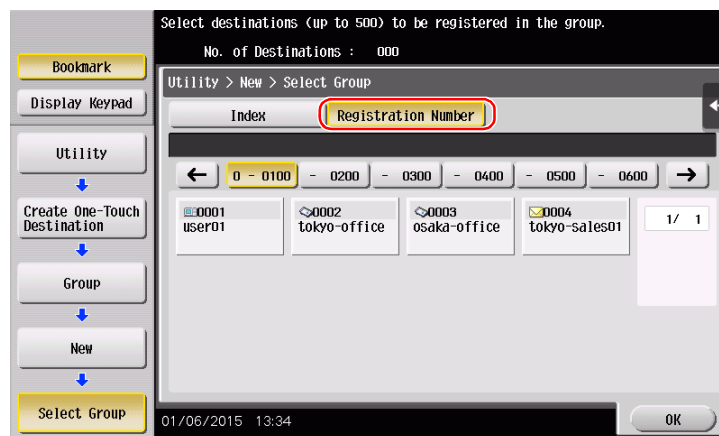 Select destinations (up to 500) to be registered in the group.
No. of Destinations : 000
Bookmark
Display Keypad
Utility
Create One-Touch
Destination
Group
New
Select Group
Utility > New > Select Group
Index
Registration Number
← 0 - 0100 - 0200 - 0300 - 0400 - 0500 - 0600 →
0001
user01
0002
tokyo-office
0003
osaka-office
0004
tokyo-sales01
1/ 1
01/06/2015 13:34
OK